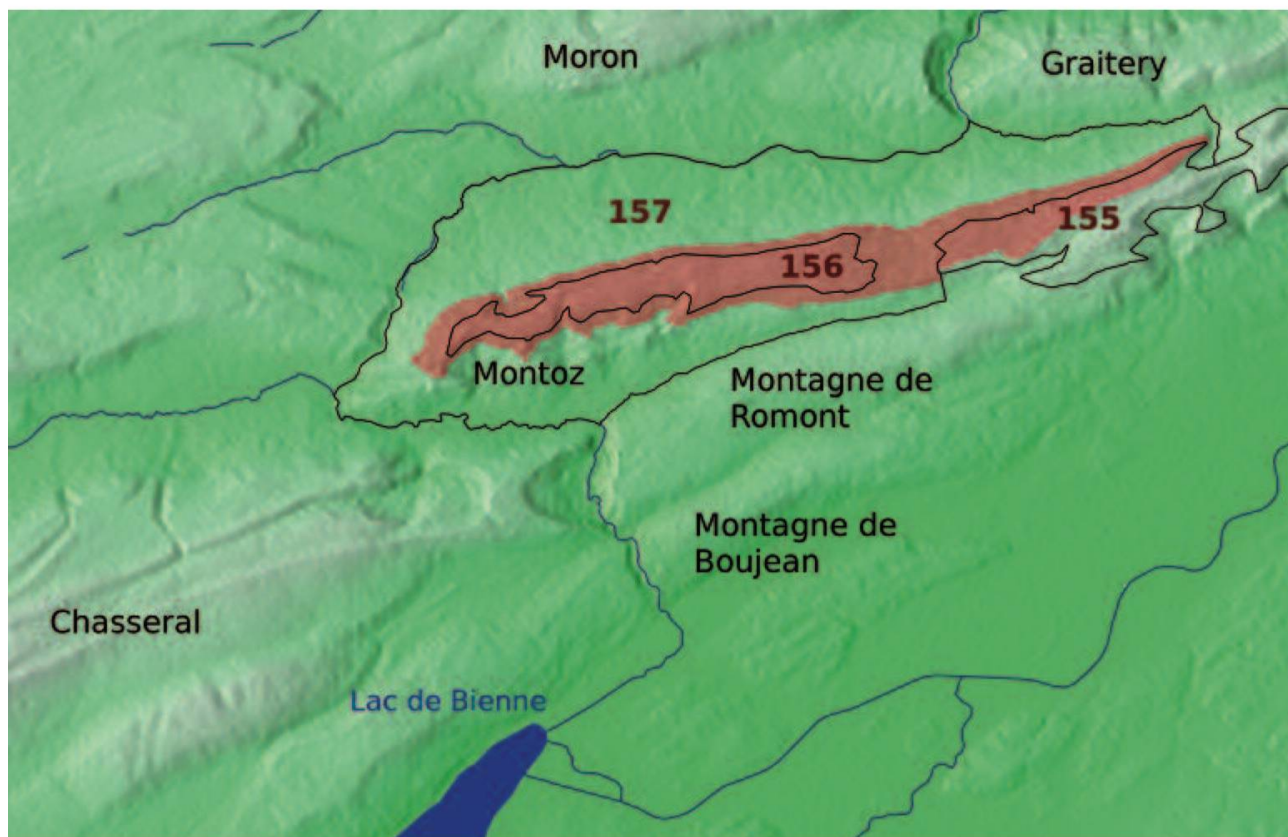 Moron
Graitery
157
155
156
Montoz
Montagne de
Romont
Montagne de
Boujean
Chasseral
Lac de Bienne